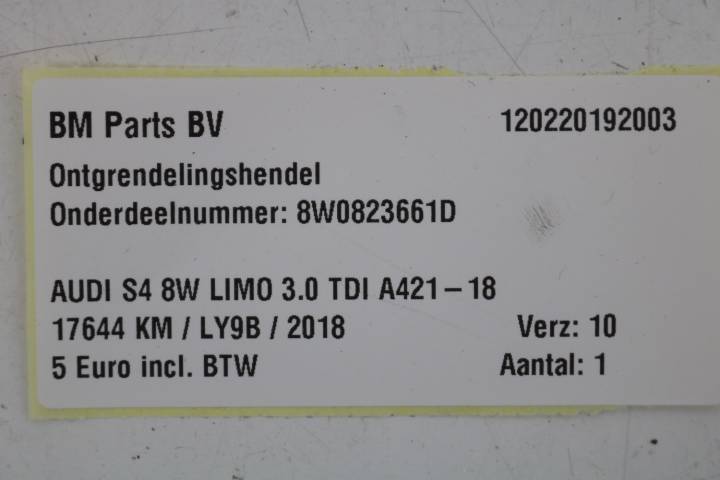 BM Parts BV 120220192003
Ontgrendelingshendel
Onderdeelnummer: 8W0823661D
AUDI S4 8W LIMO 3.0 TDI A421-18
17644 KM / LY9B / 2018 Verz: 10
5 Euro incl. BTW Aantal: 1